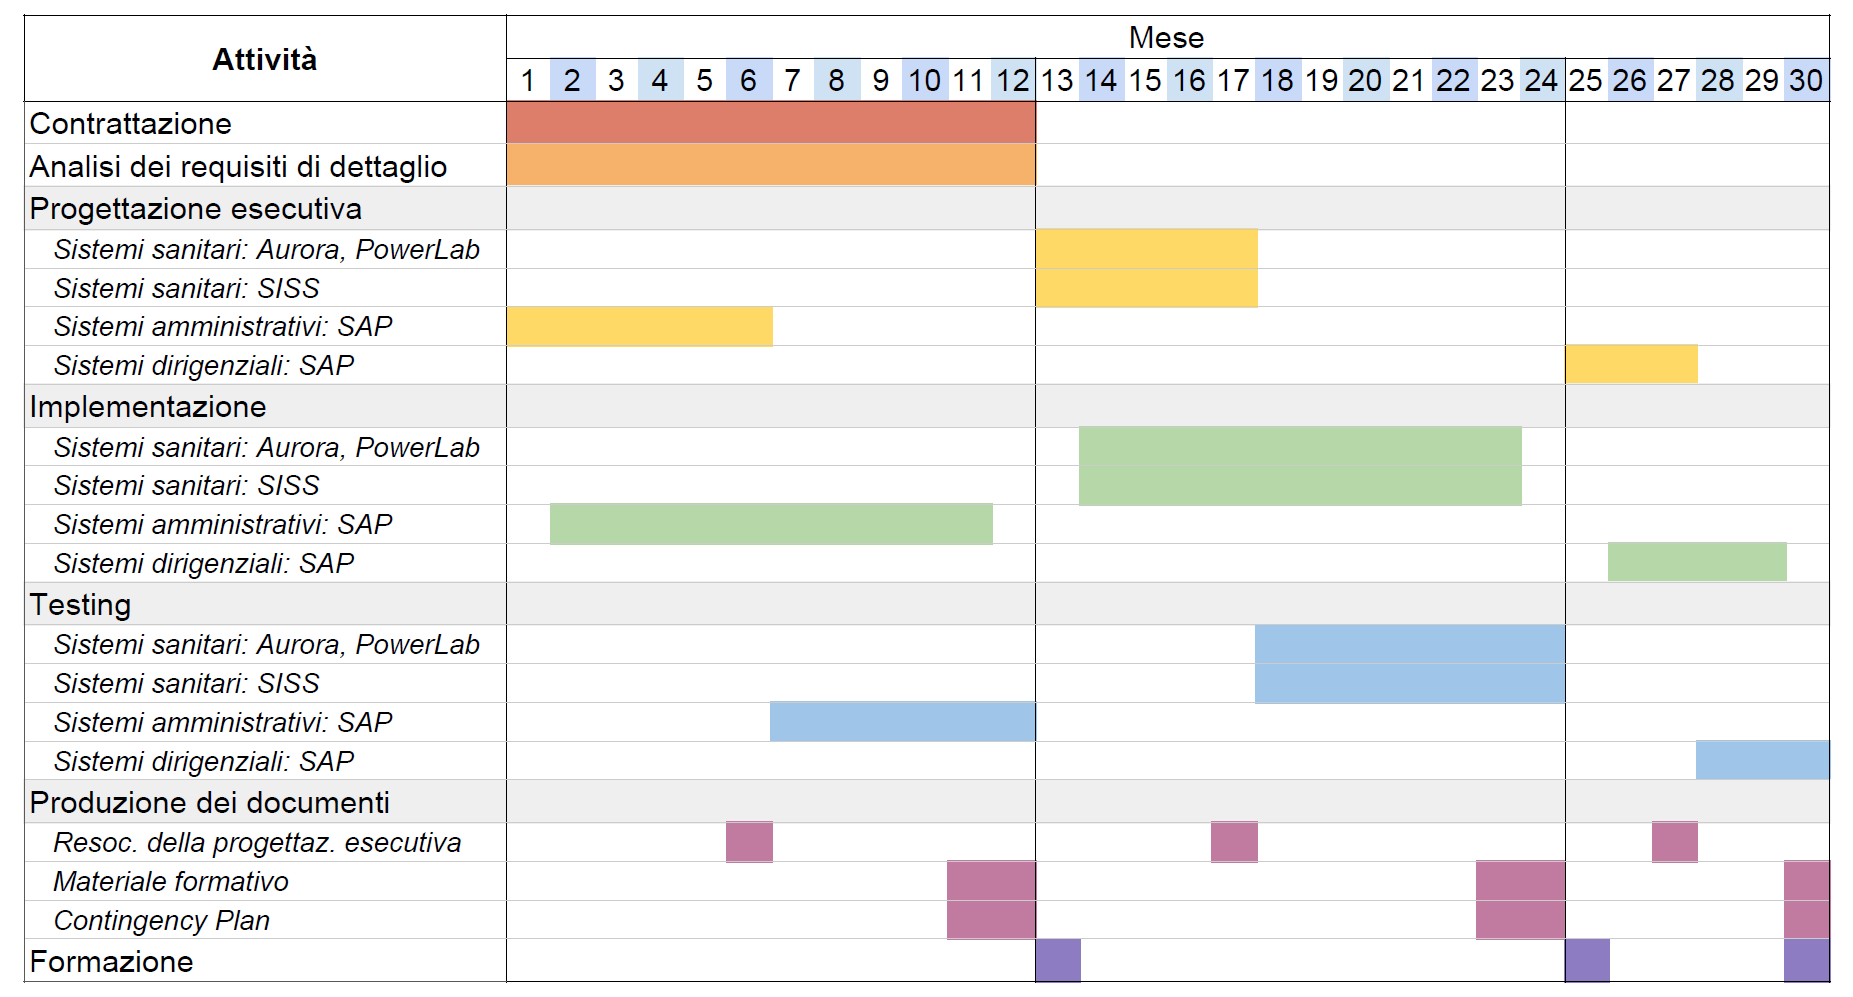 Attività
Mese
1 2 3 4 5 6 7 8 9 10 11 12 13 14 15 16 17 18 19 20 21 22 23 24 25 26 27 28 29 30
Contrattazione
Analisi dei requisiti di dettaglio
Progettazione esecutiva
Sistemi sanitari: Aurora, PowerLab
Sistemi sanitari: SISS
Sistemi amministrativi: SAP
Sistemi dirigenziali: SAP
Implementazione
Sistemi sanitari: Aurora, PowerLab
Sistemi sanitari: SISS
Sistemi amministrativi: SAP
Sistemi dirigenziali: SAP
Testing
Sistemi sanitari: Aurora, PowerLab
Sistemi sanitari: SISS
Sistemi amministrativi: SAP
Sistemi dirigenziali: SAP
Produzione dei documenti
Resoc. della progettaz. esecutiva
Materiale formativo
Contingency Plan
Formazione